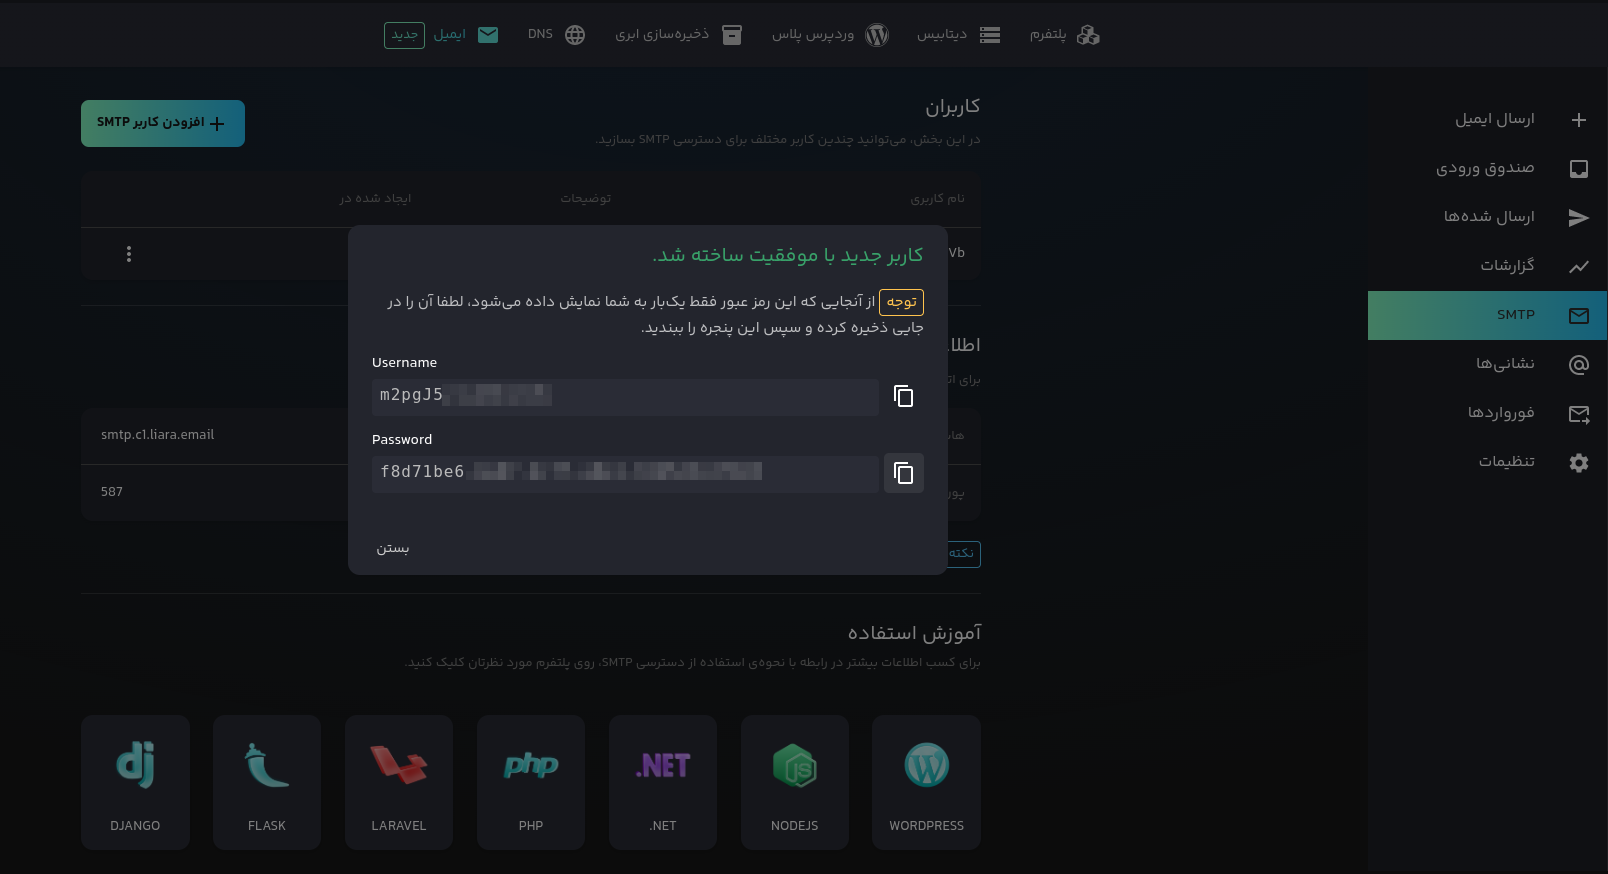 پلتفرم
دیتابیس
وردپرس پلاس
ذخیره‌سازی ابری
DNS
ایمیل
جدید
ارسال ایمیل
صندوق ورودی
ارسال شده‌ها
گزارشات
SMTP
نشانی‌ها
فورواردها
تنظیمات
کاربران
افزودن کاربر SMTP
در این بخش، می‌توانید چندین کاربر مختلف برای دسترسی SMTP بسازید.
نام کاربری
توضیحات
ایجاد شده در
Vb
کاربر جدید با موفقیت ساخته شد.
توجه از آنجایی که این رمز عبور فقط یک‌بار به شما نمایش داده می‌شود، لطفا آن را در
جایی ذخیره کرده و سپس این پنجره را ببندید.
Username
m2pgJ5
Password
f8d71be6
بستن
برای
smtp.c1.liara.email
587
نکته
آموزش استفاده
برای کسب اطلاعات بیشتر در رابطه با نحوه‌ی استفاده از دسترسی SMTP، روی پلتفرم مورد نظرتان کلیک کنید.
WORDPRESS
NODEJS
.NET
.NET
php
PHP
LARAVEL
FLASK
dj
DJANGO